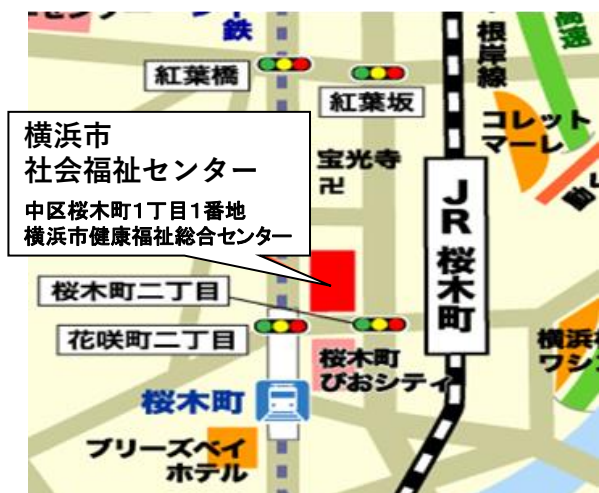 鉄
紅葉橋
紅葉坂
根岸線
高速
コレット
マーレ
動く
横浜市
社会福祉センター
中区桜木町1丁目1番地
横浜市健康福祉総合センター
宝光寺
卍
JR 桜木町
桜木町二丁目
花咲町二丁目
桜木町
ぴおシティ
横浜
ワシ
桜木町
ブリーズベイ
ホテル